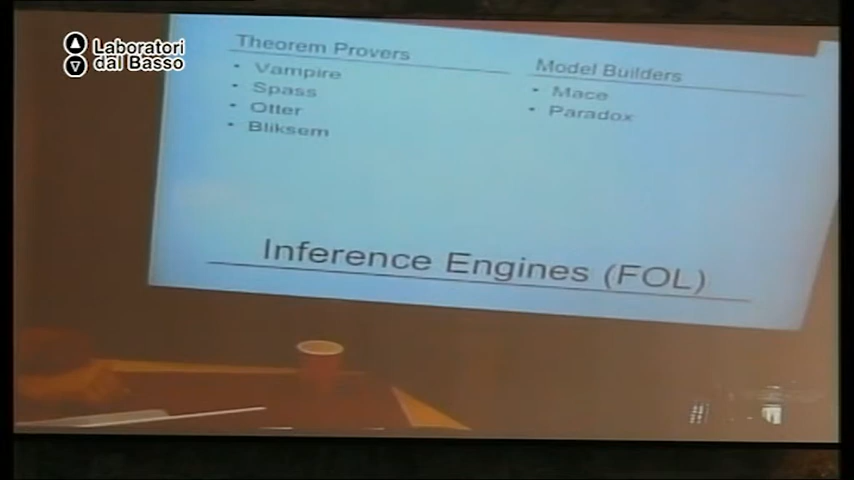 Laboratori
dal Basso
Theorem Provers
• Vampire
• Spass
• Otter
• Bliksem
Model Builders
• Mace
• Paradox
Inference Engines (FOL)